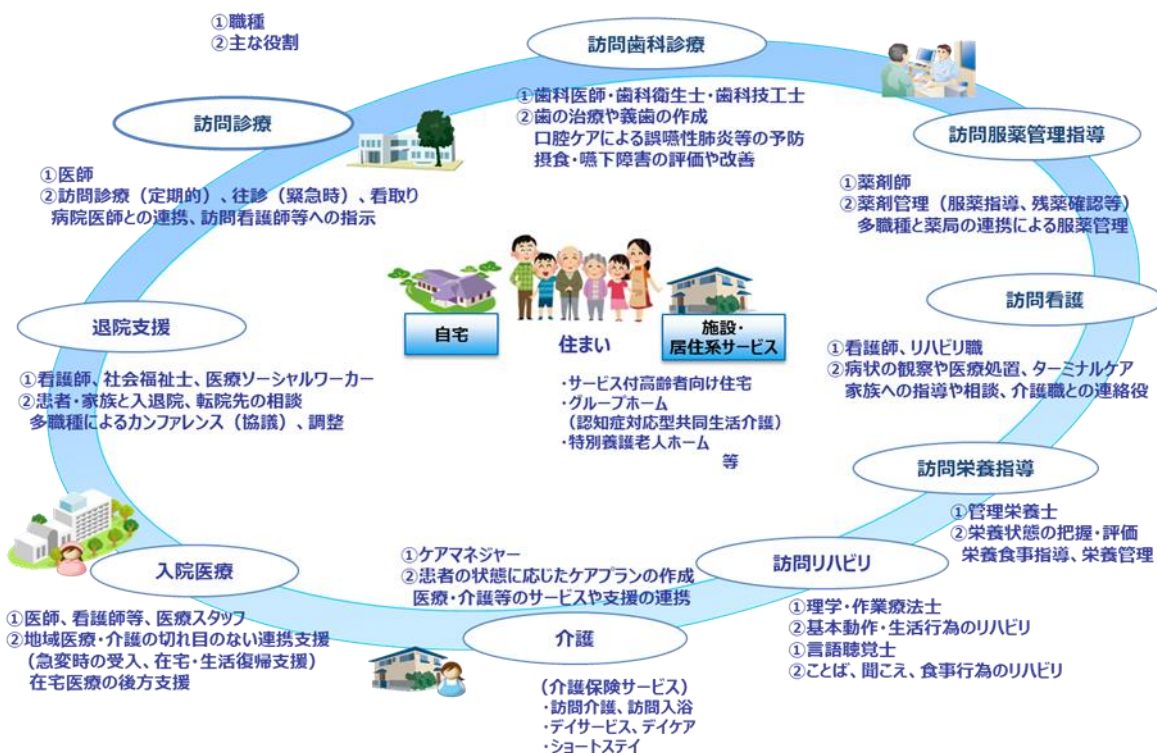 ①職種
②主な役割
訪問歯科診療
①歯科医師・歯科衛生士・歯科技工士
②歯の治療や義歯の作成
口腔ケアによる誤嚥性肺炎等の予防
摂食・嚥下障害の評価や改善
訪問診療
①医師
②訪問診療（定期的）、往診（緊急時）、看取り
病院医師との連携、訪問看護師等への指示
訪問服薬管理指導
①薬剤師
②薬剤管理（服薬指導、残薬確認等）
多職種と薬局の連携による服薬管理
自宅
住まい
施設・
居住系サービス
・サービス付高齢者向け住宅
・グループホーム
（認知症対応型共同生活介護）
・特別養護老人ホーム
等
退院支援
①看護師、社会福祉士、医療ソーシャルワーカー
②患者・家族と入退院、転院先の相談
多職種によるカンファレンス（協議）、調整
訪問看護
①看護師、リハビリ職
②病状の観察や医療処置、ターミナルケア
家族への指導や相談、介護職との連絡役
訪問栄養指導
①管理栄養士
②栄養状態の把握・評価
栄養食事指導、栄養管理
入院医療
①医師、看護師等、医療スタッフ
②地域医療・介護の切れ目のない連携支援
（急変時の受入、在宅・生活復帰支援）
在宅医療の後方支援
①ケアマネジャー
②患者の状態に応じたケアプランの作成
医療・介護等のサービスや支援の連携
介護
（介護保険サービス）
・訪問介護、訪問入浴
・デイサービス、デイケア
・ショートステイ
訪問リハビリ
①理学・作業療法士
②基本動作・生活行為のリハビリ
①言語聴覚士
②ことば、聞こえ、食事行為のリハビリ